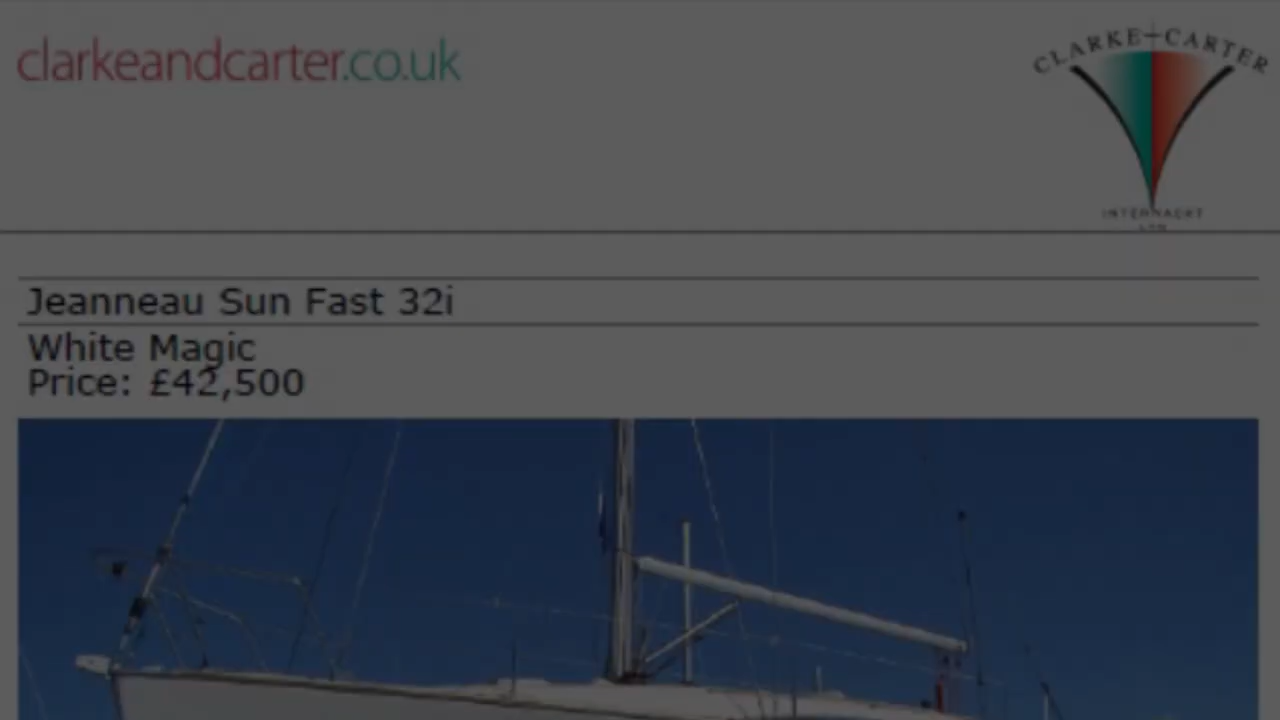 clarkeandcarter.co.uk
CLARKE CARTER
Jeanneau Sun Fast 32i
White Magic
Price: £42,500